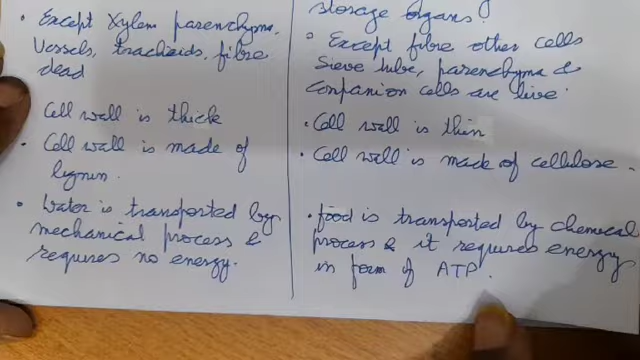 • Except Xylem parenchyma,
Vessels, tracheids, fibre
dead
Cell wall is thick
• Cell wall is made of
lignin.
• Water is transported by
mechanical process &
requires no energy.
storage organs.
• Except fibre other cells
Sieve tube, parenchyma &
companion cells are live.
• Cell wall is thin
• Cell wall is made of cellulose.
• food is transported by chemical
process & it requires energy
in form of ATP.